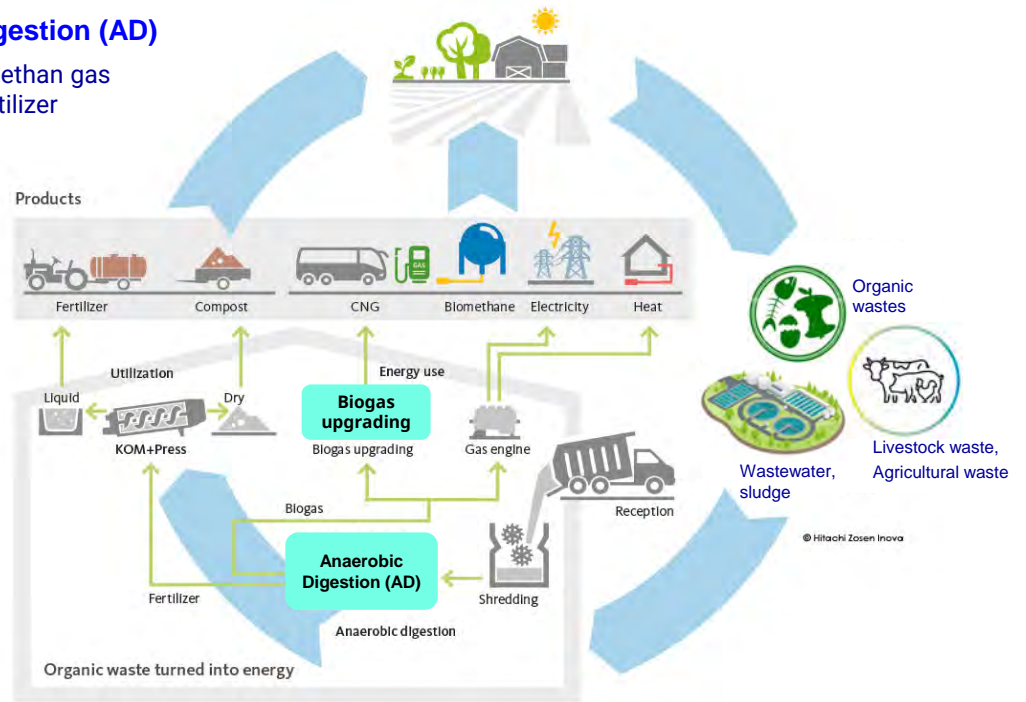 gestion (AD)
ethan gas
tilizer
Products
GAS
Fertilizer
Compost
CNG
Biomethane
Electricity
Heat
Organic
wastes
Utilization
Energy use
Liquid
Dry
Biogas
upgrading
KOM+Press
Biogas upgrading
Gas engine
Livestock waste,
Agricultural waste
Wastewater,
sludge
Reception
Biogas
© Hitachi Zosen Inova
Anaerobic
Digestion (AD)
Fertilizer
Shredding
Anaerobic digestion
Organic waste turned into energy